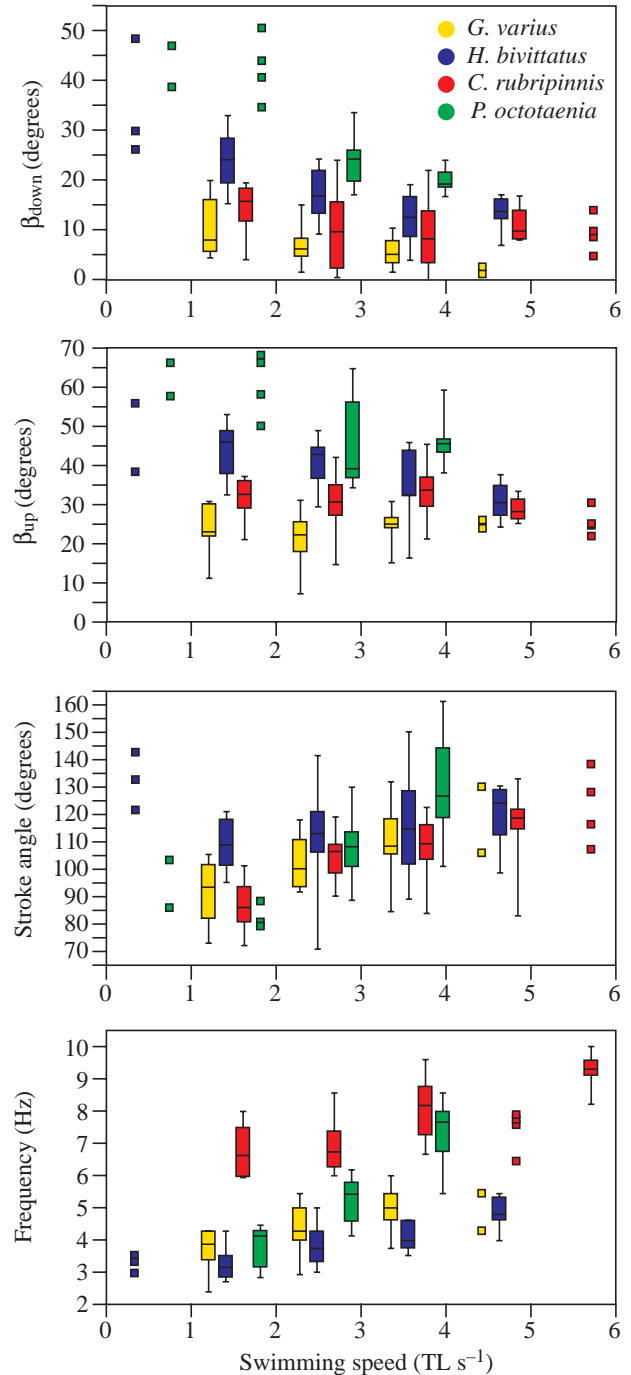 G. varius
H. bivittatus
C. rubripinnis
P. octotaenia
βdown (degrees)
50
40
30
20
10
0
0 1 2 3 4 5 6
βup (degrees)
70
60
50
40
30
20
10
0
0 1 2 3 4 5 6
Stroke angle (degrees)
160
150
140
130
120
110
100
90
80
70
0 1 2 3 4 5 6
Frequency (Hz)
10
9
8
7
6
5
4
3
2
0 1 2 3 4 5 6
Swimming speed (TL s⁻¹)